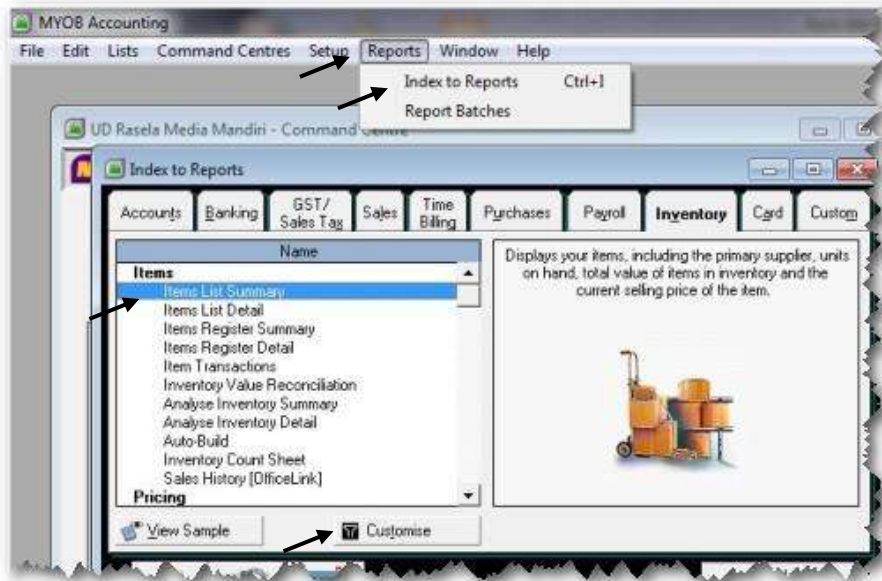 MYOB Accounting
File Edit Lists Command Centres Setup Reports Window Help
Index to Reports Ctrl+I
Report Batches
UD Rasela Media Mandiri - Command Centre
Index to Reports
Accounts Banking GST/ Sales Tax Sales Time Billing Purchases Payroll Inventory Card Custom
Name
Items
Items List Summary
Items List Detail
Items Register Summary
Items Register Detail
Item Transactions
Inventory Value Reconciliation
Analyse Inventory Summary
Analyse Inventory Detail
Auto-Build
Inventory Count Sheet
Sales History [OfficeLink]
Pricing
Displays your items, including the primary supplier, units
on hand, total value of items in inventory and the
current selling price of the item.
View Sample Customise